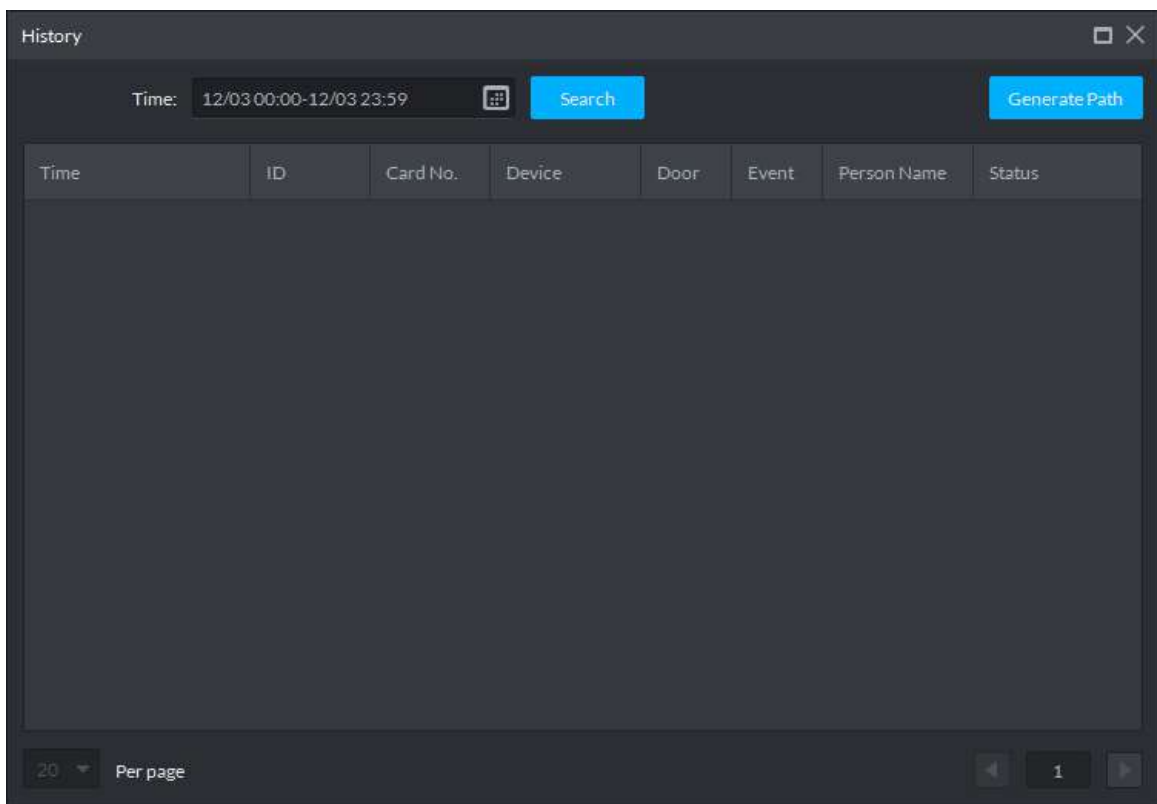 History
Time: 12/03 00:00-12/03 23:59 Search Generate Path
Time ID Card No. Device Door Event Person Name Status
20 Per page 1